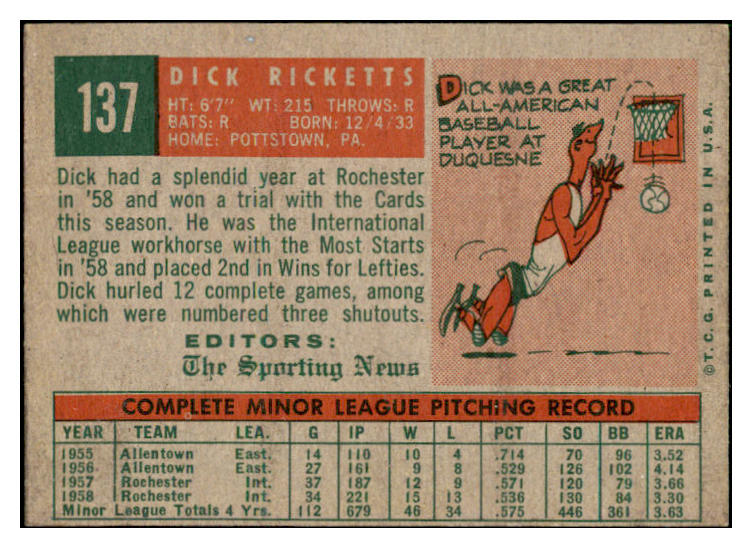 137
DICK RICKETTS
HT: 6'7" WT: 215 THROWS: R
BATS: R BORN: 12/4/33
HOME: POTTSTOWN, PA.
Dick had a splendid year at Rochester
in '58 and won a trial with the Cards
this season. He was the International
League workhorse with the Most Starts
in '58 and placed 2nd in Wins for Lefties.
Dick hurled 12 complete games, among
which were numbered three shutouts.
EDITORS:
The Sporting News
DICK WAS A GREAT
ALL-AMERICAN
BASEBALL
PLAYER AT
DUQUESNE
©T.C.G. PRINTED IN U.S.A.
COMPLETE MINOR LEAGUE PITCHING RECORD
YEAR TEAM LEA. G IP W L PCT SO BB ERA
1955 Allentown East. 14 110 10 4 .714 70 96 3.52
1956 Allentown East. 27 161 9 8 .529 126 102 4.14
1957 Rochester Int. 37 187 12 9 .571 120 79 3.66
1958 Rochester Int. 34 221 15 13 .536 130 84 3.30
Minor League Totals 4 Yrs. 112 679 46 34 .575 446 361 3.63